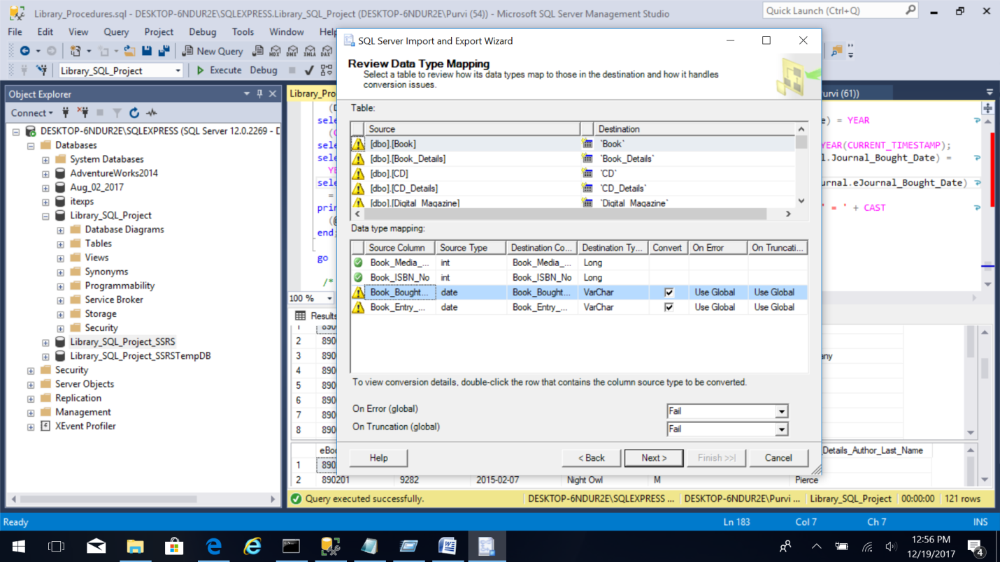 Library_Procedures.sql - DESKTOP-6NDUR2E\SQLEXPRESS.Library_SQL_Project (DESKTOP-6NDUR2E\Purvi (54)) - Microsoft SQL Server Management Studio
Quick Launch (Ctrl+Q)
File Edit View Query Project Debug Tools Window Help
New Query
MDX DMX XMLA DAX
Library_SQL_Project
Execute Debug
Object Explorer
Connect
DESKTOP-6NDUR2E\SQLEXPRESS (SQL Server 12.0.2269 - D
Databases
System Databases
AdventureWorks2014
Aug_02_2017
itexps
Library_SQL_Project
Database Diagrams
Tables
Views
Synonyms
Programmability
Service Broker
Storage
Security
Library_SQL_Project_SSRS
Library_SQL_Project_SSRSTempDB
Security
Server Objects
Replication
Management
XEvent Profiler
Library_Pro
Purvi (61))
sele
e) = YEAR
sele
YEAR(CURRENT_TIMESTAMP);
sele
l.Journal_Bought_Date) =
YE
sele
urnal.eJournal_Bought_Date)
=
prin
' = ' + CAST
(@
end;
go
/*
100 %
Results
1 890
2 890
3 890
any
4 890
5 890
6 890
7 890
8 890
eBoo
_Details_Author_Last_Name
1 890
2 890201 9282 2015-02-07 Night Owl M Pierce
SQL Server Import and Export Wizard
Review Data Type Mapping
Select a table to review how its data types map to those in the destination and how it handles
conversion issues.
Table:
Source Destination
[dbo].[Book] `Book`
[dbo].[Book_Details] `Book_Details`
[dbo].[CD] `CD`
[dbo].[CD_Details] `CD_Details`
[dbo].[Digital_Magazine] `Digital_Magazine`
Data type mapping:
Source Column Source Type Destination Co... Destination Ty... Convert On Error On Truncati...
Book_Media_... int Book_Media_... Long
Book_ISBN_No int Book_ISBN_No Long
Book_Bought... date Book_Bought... VarChar Use Global Use Global
Book_Entry_... date Book_Entry_... VarChar Use Global Use Global
To view conversion details, double-click the row that contains the column source type to be converted.
On Error (global) Fail
On Truncation (global) Fail
Help < Back Next > Finish >>| Cancel
Query executed successfully. DESKTOP-6NDUR2E\SQLEXPRESS ... DESKTOP-6NDUR2E\Purvi ... Library_SQL_Project 00:00:00 121 rows
Ready Ln 183 Col 7 Ch 7 INS
12:56 PM
12/19/2017
4